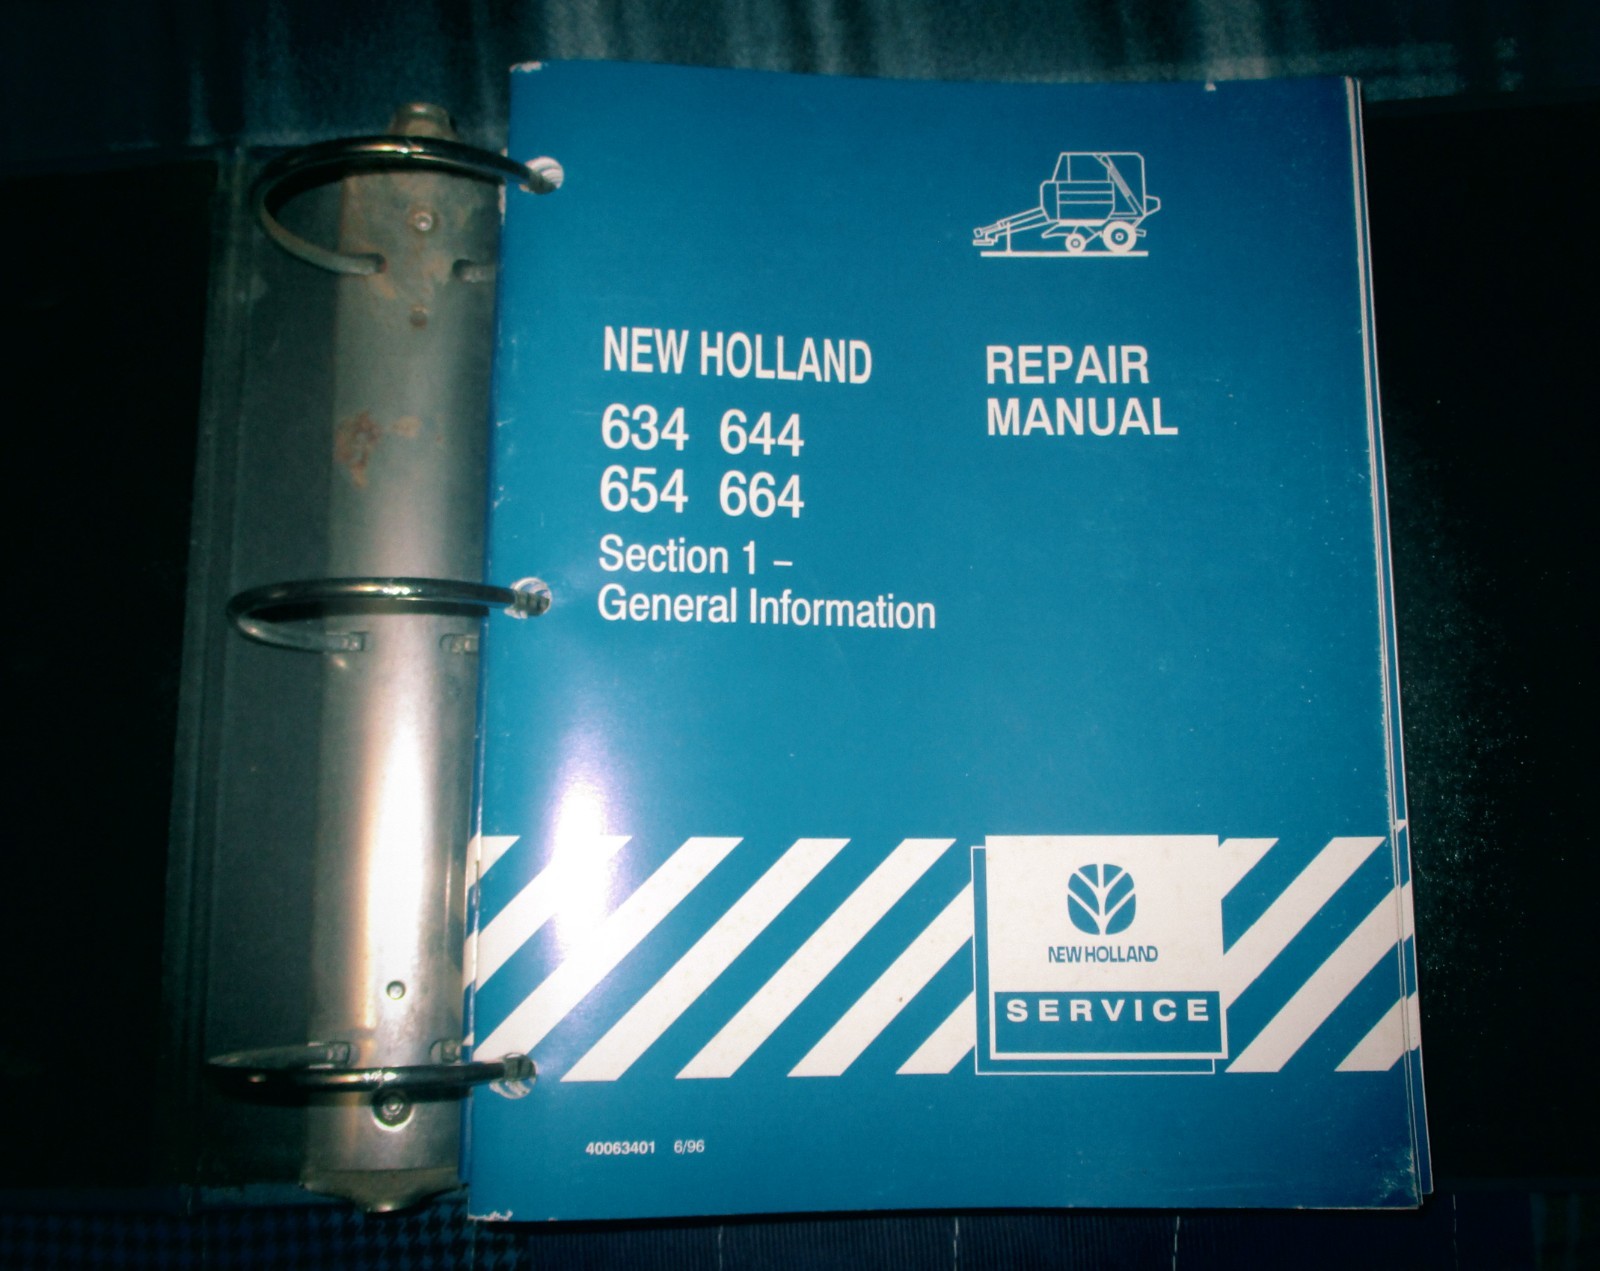 NEW HOLLAND
634 644
654 664
Section 1 –
General Information
REPAIR
MANUAL
NEW HOLLAND
SERVICE
40063401 6/96